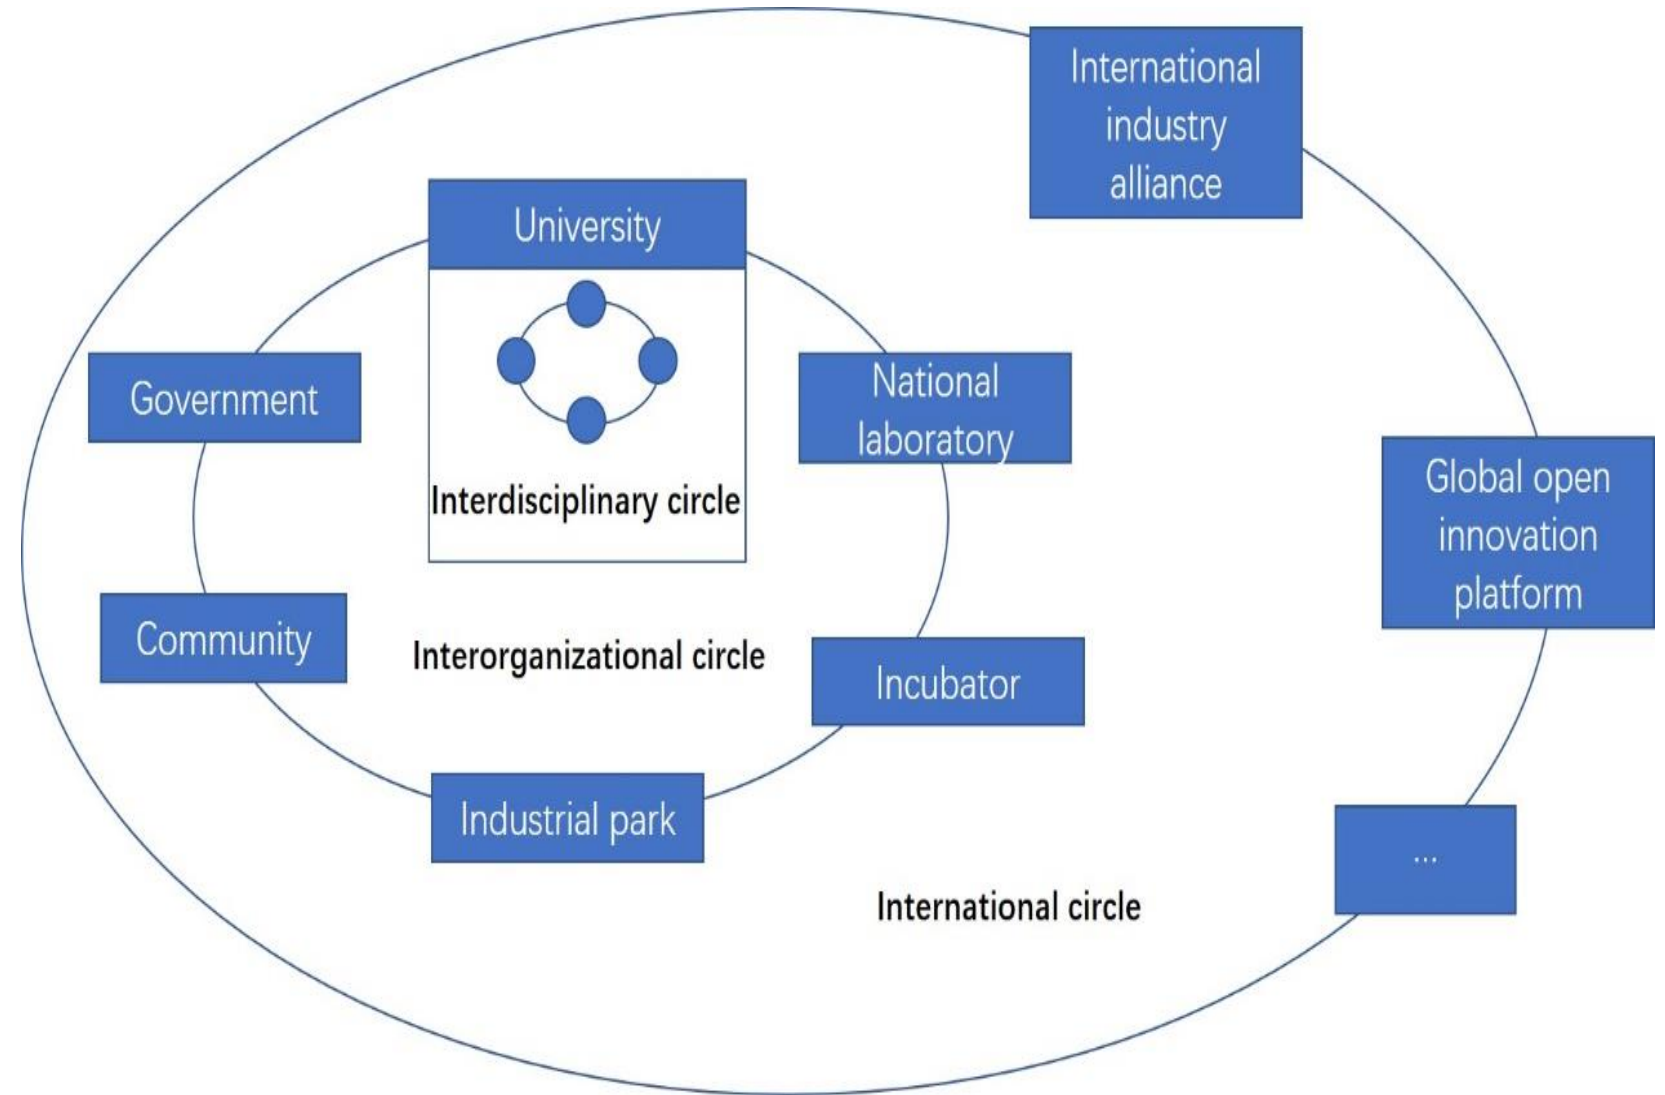 International
industry
alliance
University
Government
National
laboratory
Interdisciplinary circle
Global open
innovation
platform
Community
Interorganizational circle
Incubator
Industrial park
...
International circle